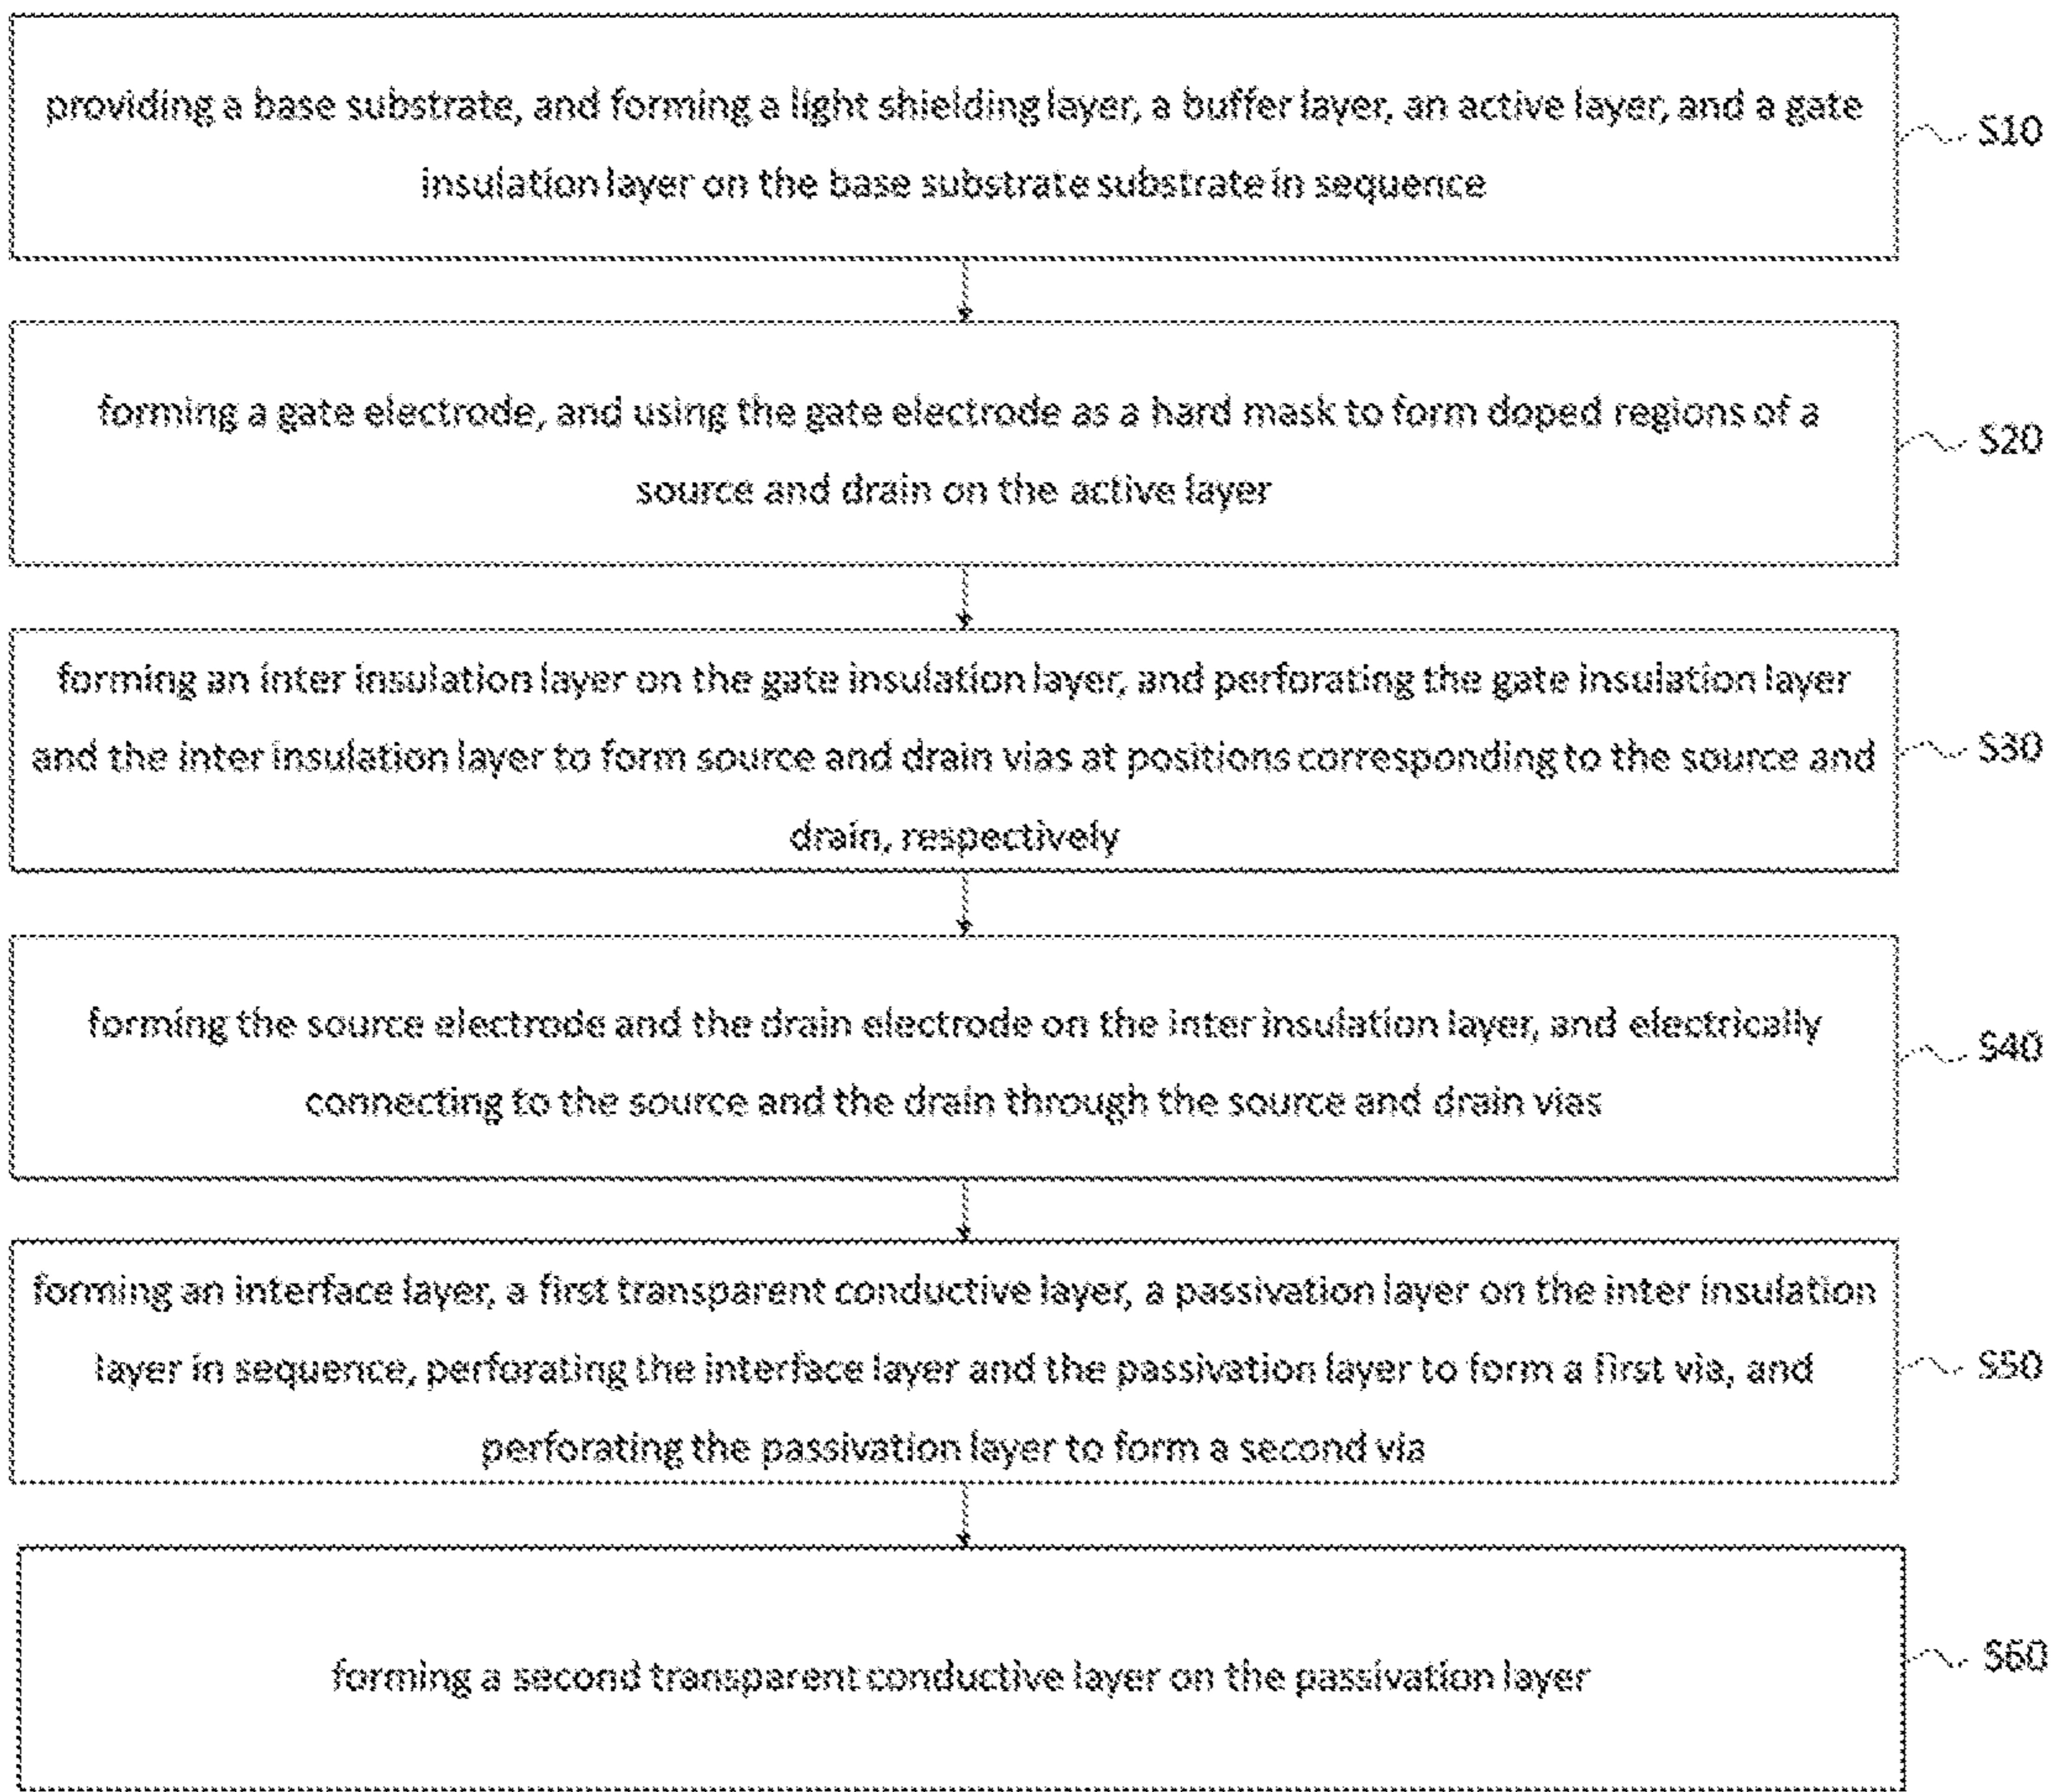 providing a base substrate, and forming a light shielding layer, a buffer layer, an active layer, and a gate
insulation layer on the base substrate substrate in sequence
S10
forming a gate electrode, and using the gate electrode as a hard mask to form doped regions of a
source and drain on the active layer
S20
forming an inter insulation layer on the gate insulation layer, and perforating the gate insulation layer
and the inter insulation layer to form source and drain vias at positions corresponding to the source and
drain, respectively
S30
forming the source electrode and the drain electrode on the inter insulation layer, and electrically
connecting to the source and the drain through the source and drain vias
S40
forming an interface layer, a first transparent conductive layer, a passivation layer on the inter insulation
layer in sequence, perforating the interface layer and the passivation layer to form a first via, and
perforating the passivation layer to form a second via
S50
forming a second transparent conductive layer on the passivation layer
S60